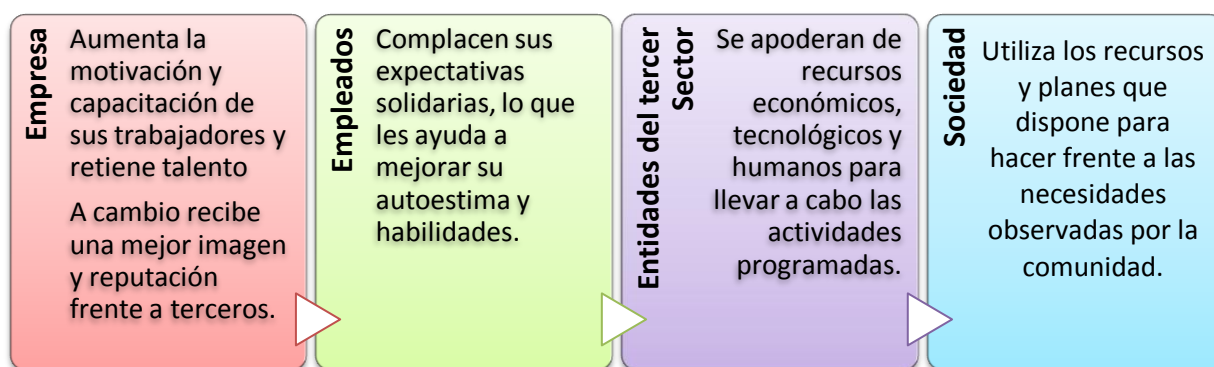 Empresa
Aumenta la
motivación y
capacitación de
sus trabajadores y
retiene talento
A cambio recibe
una mejor imagen
y reputación
frente a terceros.
Empleados
Complacen sus
expectativas
solidarias, lo que
les ayuda a
mejorar su
autoestima y
habilidades.
Entidades del tercer
Sector
Se apoderan de
recursos
económicos,
tecnológicos y
humanos para
llevar a cabo las
actividades
programadas.
Sociedad
Utiliza los recursos
y planes que
dispone para
hacer frente a las
necesidades
observadas por la
comunidad.